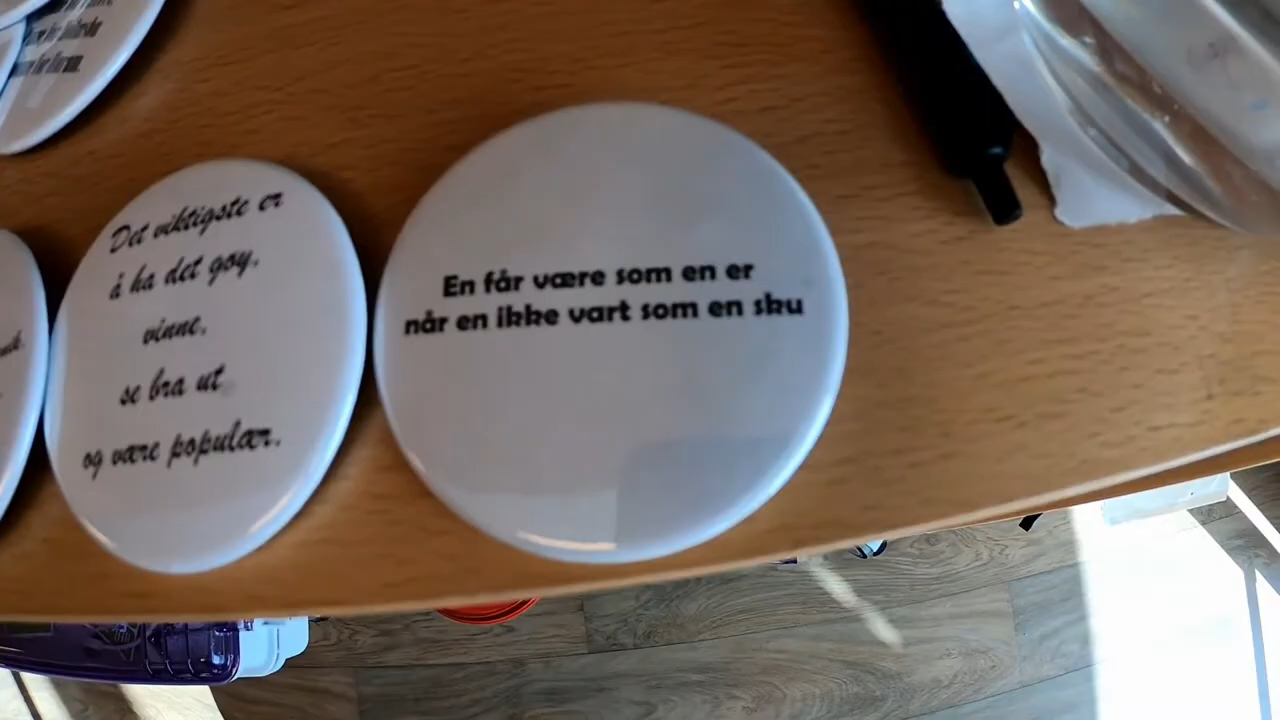 Det viktigste er
å ha det goy,
vinne,
se bra ut
og være populær.
En får være som en er
når en ikke vart som en sku